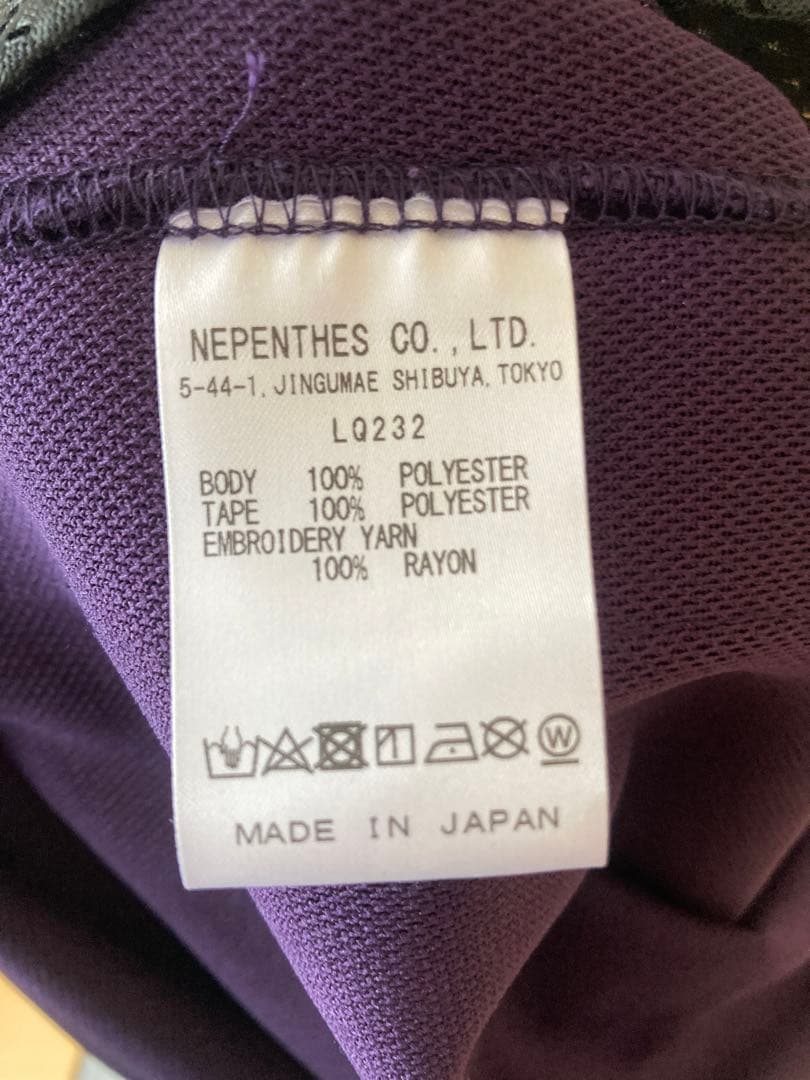 NEPENTHES CO.,LTD.
5-44-1, JINGUMAE SHIBUYA, TOKYO
LQ232
BODY 100% POLYESTER
TAPE 100% POLYESTER
EMBROIDERY YARN
100% RAYON
W
MADE IN JAPAN